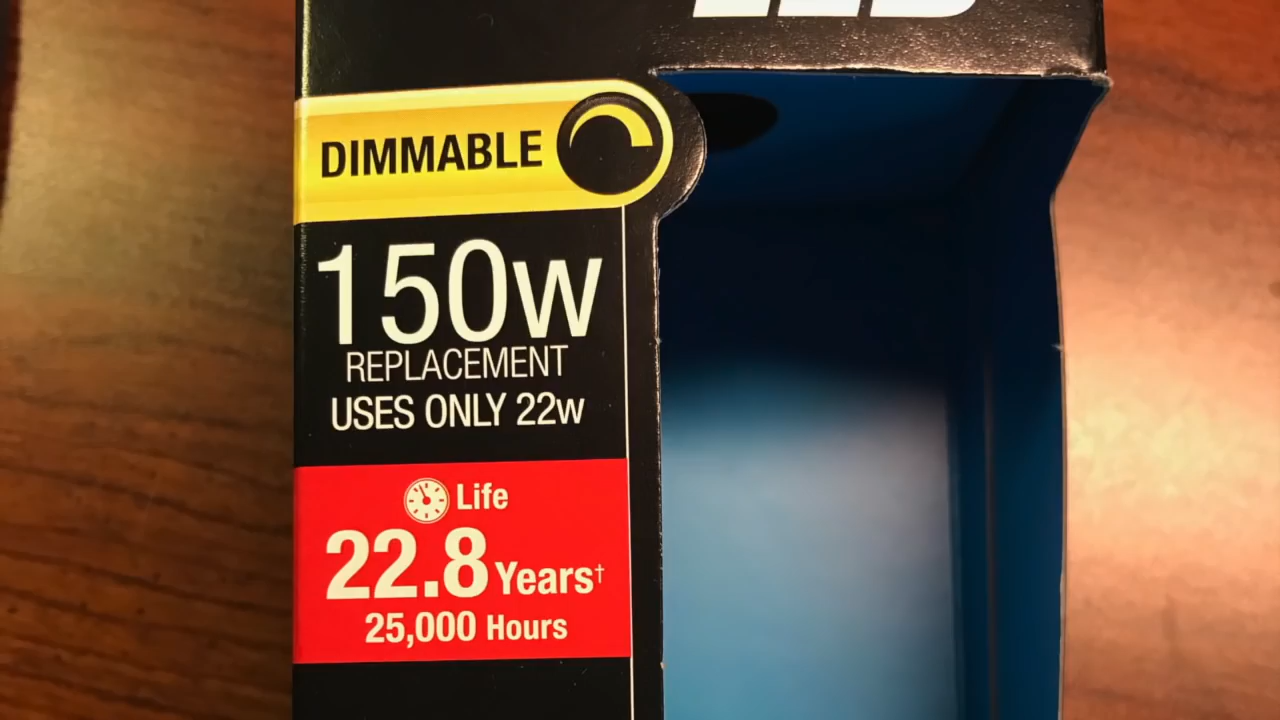 DIMMABLE
150w
REPLACEMENT
USES ONLY 22w
Life
22.8 Years†
25,000 Hours